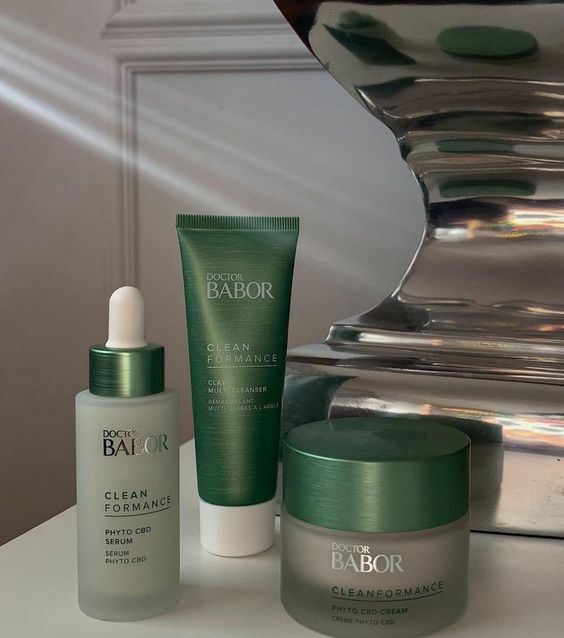 DOCTOR
BABOR
CLEAN
FORMANCE
PHYTO CBD
SERUM
SERUM
PHYTO CBD
DOCTOR
BABOR
CLEAN
FORMANCE
CLAY
MULTI-CLEANSER
DÉMAQUILLANT
MULTI-USAGES À L'ARGILE
DOCTOR
BABOR
CLEANFORMANCE
PHYTO CBD CREAM
CRÈME PHYTO CBD